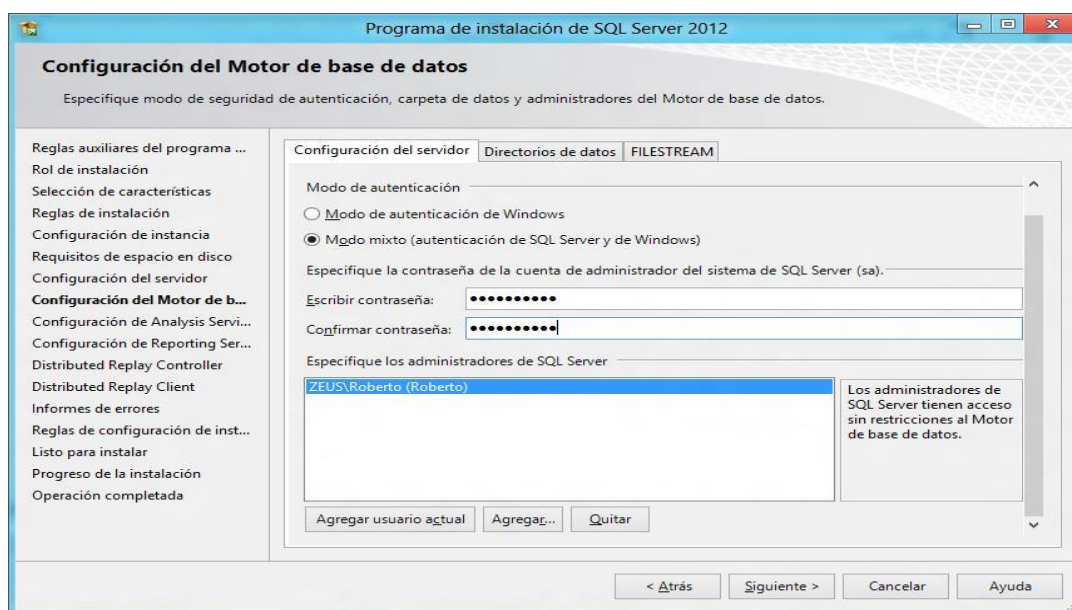 Programa de instalación de SQL Server 2012
Configuración del Motor de base de datos
Especifique modo de seguridad de autenticación, carpeta de datos y administradores del Motor de base de datos.
Reglas auxiliares del programa ...
Rol de instalación
Selección de características
Reglas de instalación
Configuración de instancia
Requisitos de espacio en disco
Configuración del servidor
Configuración del Motor de b...
Configuración de Analysis Servi...
Configuración de Reporting Ser...
Distributed Replay Controller
Distributed Replay Client
Informes de errores
Reglas de configuración de inst...
Listo para instalar
Progreso de la instalación
Operación completada
Configuración del servidor Directorios de datos FILESTREAM
Modo de autenticación
Modo de autenticación de Windows
Modo mixto (autenticación de SQL Server y de Windows)
Especifique la contraseña de la cuenta de administrador del sistema de SQL Server (sa).
Escribir contraseña: ●●●●●●●●●●
Confirmar contraseña: ●●●●●●●●●●
Especifique los administradores de SQL Server
ZEUS\Roberto (Roberto)
Los administradores de
SQL Server tienen acceso
sin restricciones al Motor
de base de datos.
Agregar usuario actual Agregar... Quitar
< Atrás Siguiente > Cancelar Ayuda